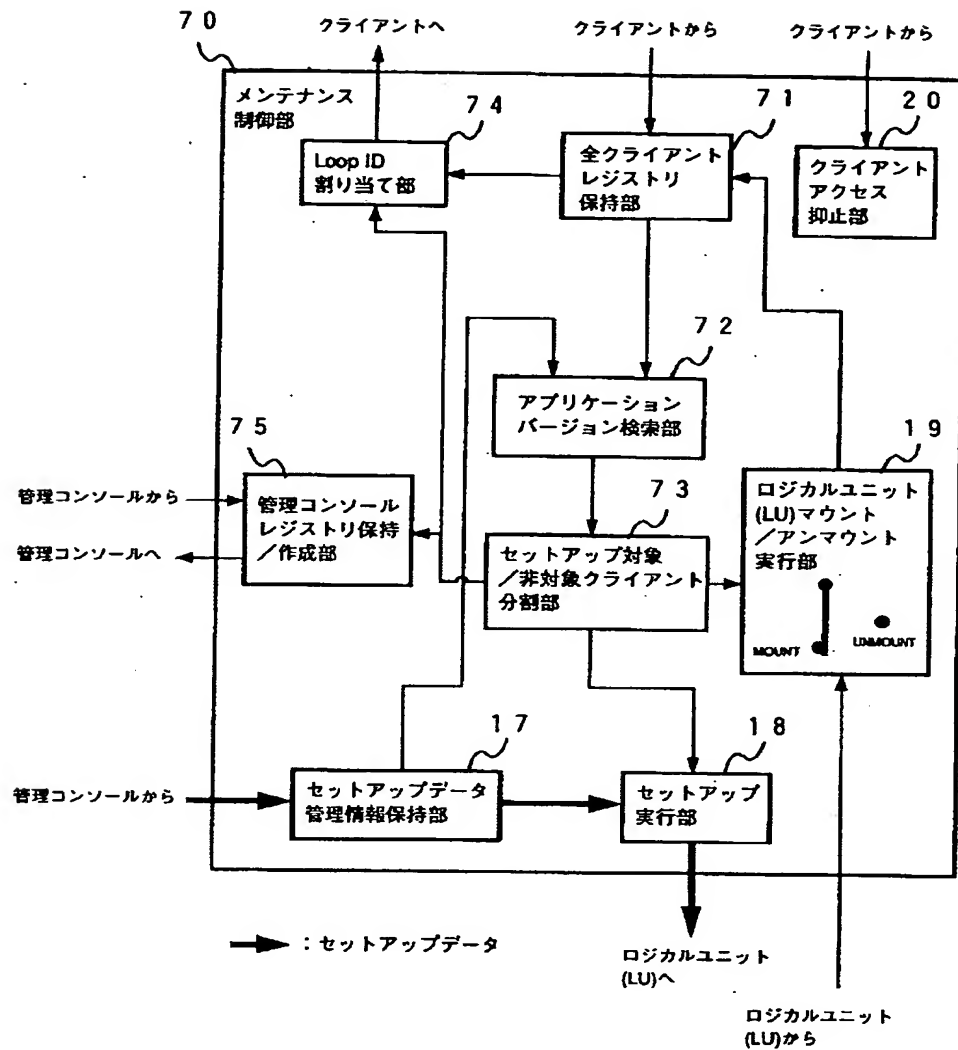 70
クライアントへ
クライアントから
クライアントから
メンテナンス
制御部
74
Loop ID
割り当て部
71
全クライアント
レジストリ
保持部
20
クライアント
アクセス
抑止部
72
アプリケーション
バージョン検索部
75
管理コンソールから
管理コンソールへ
管理コンソール
レジストリ保持
/作成部
73
セットアップ対象
/非対象クライアント
分割部
19
ロジカルユニット
(LU)マウント
/アンマウント
実行部
MOUNT
UNMOUNT
管理コンソールから
17
セットアップデータ
管理情報保持部
18
セットアップ
実行部
:セットアップデータ
ロジカルユニット
(LU)へ
ロジカルユニット
(LU)から